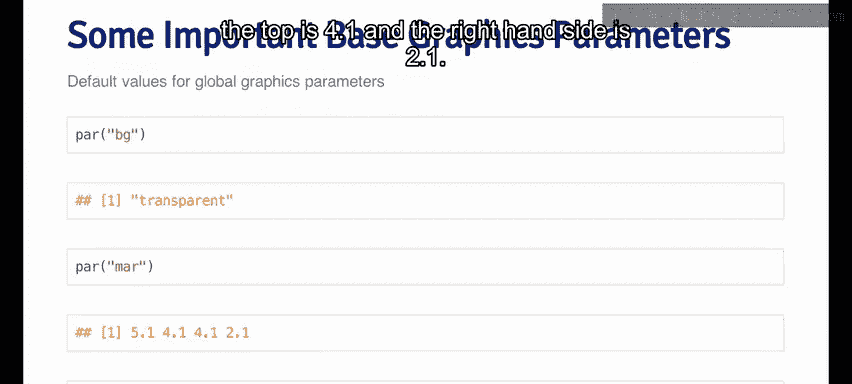 Some Important Base Graphics Parameters
the top is 4.1 and the right hand side is
2.1.
Default values for global graphics parameters
par("bg")
## [1] "transparent"
par("mar")
## [1] 5.1 4.1 4.1 2.1